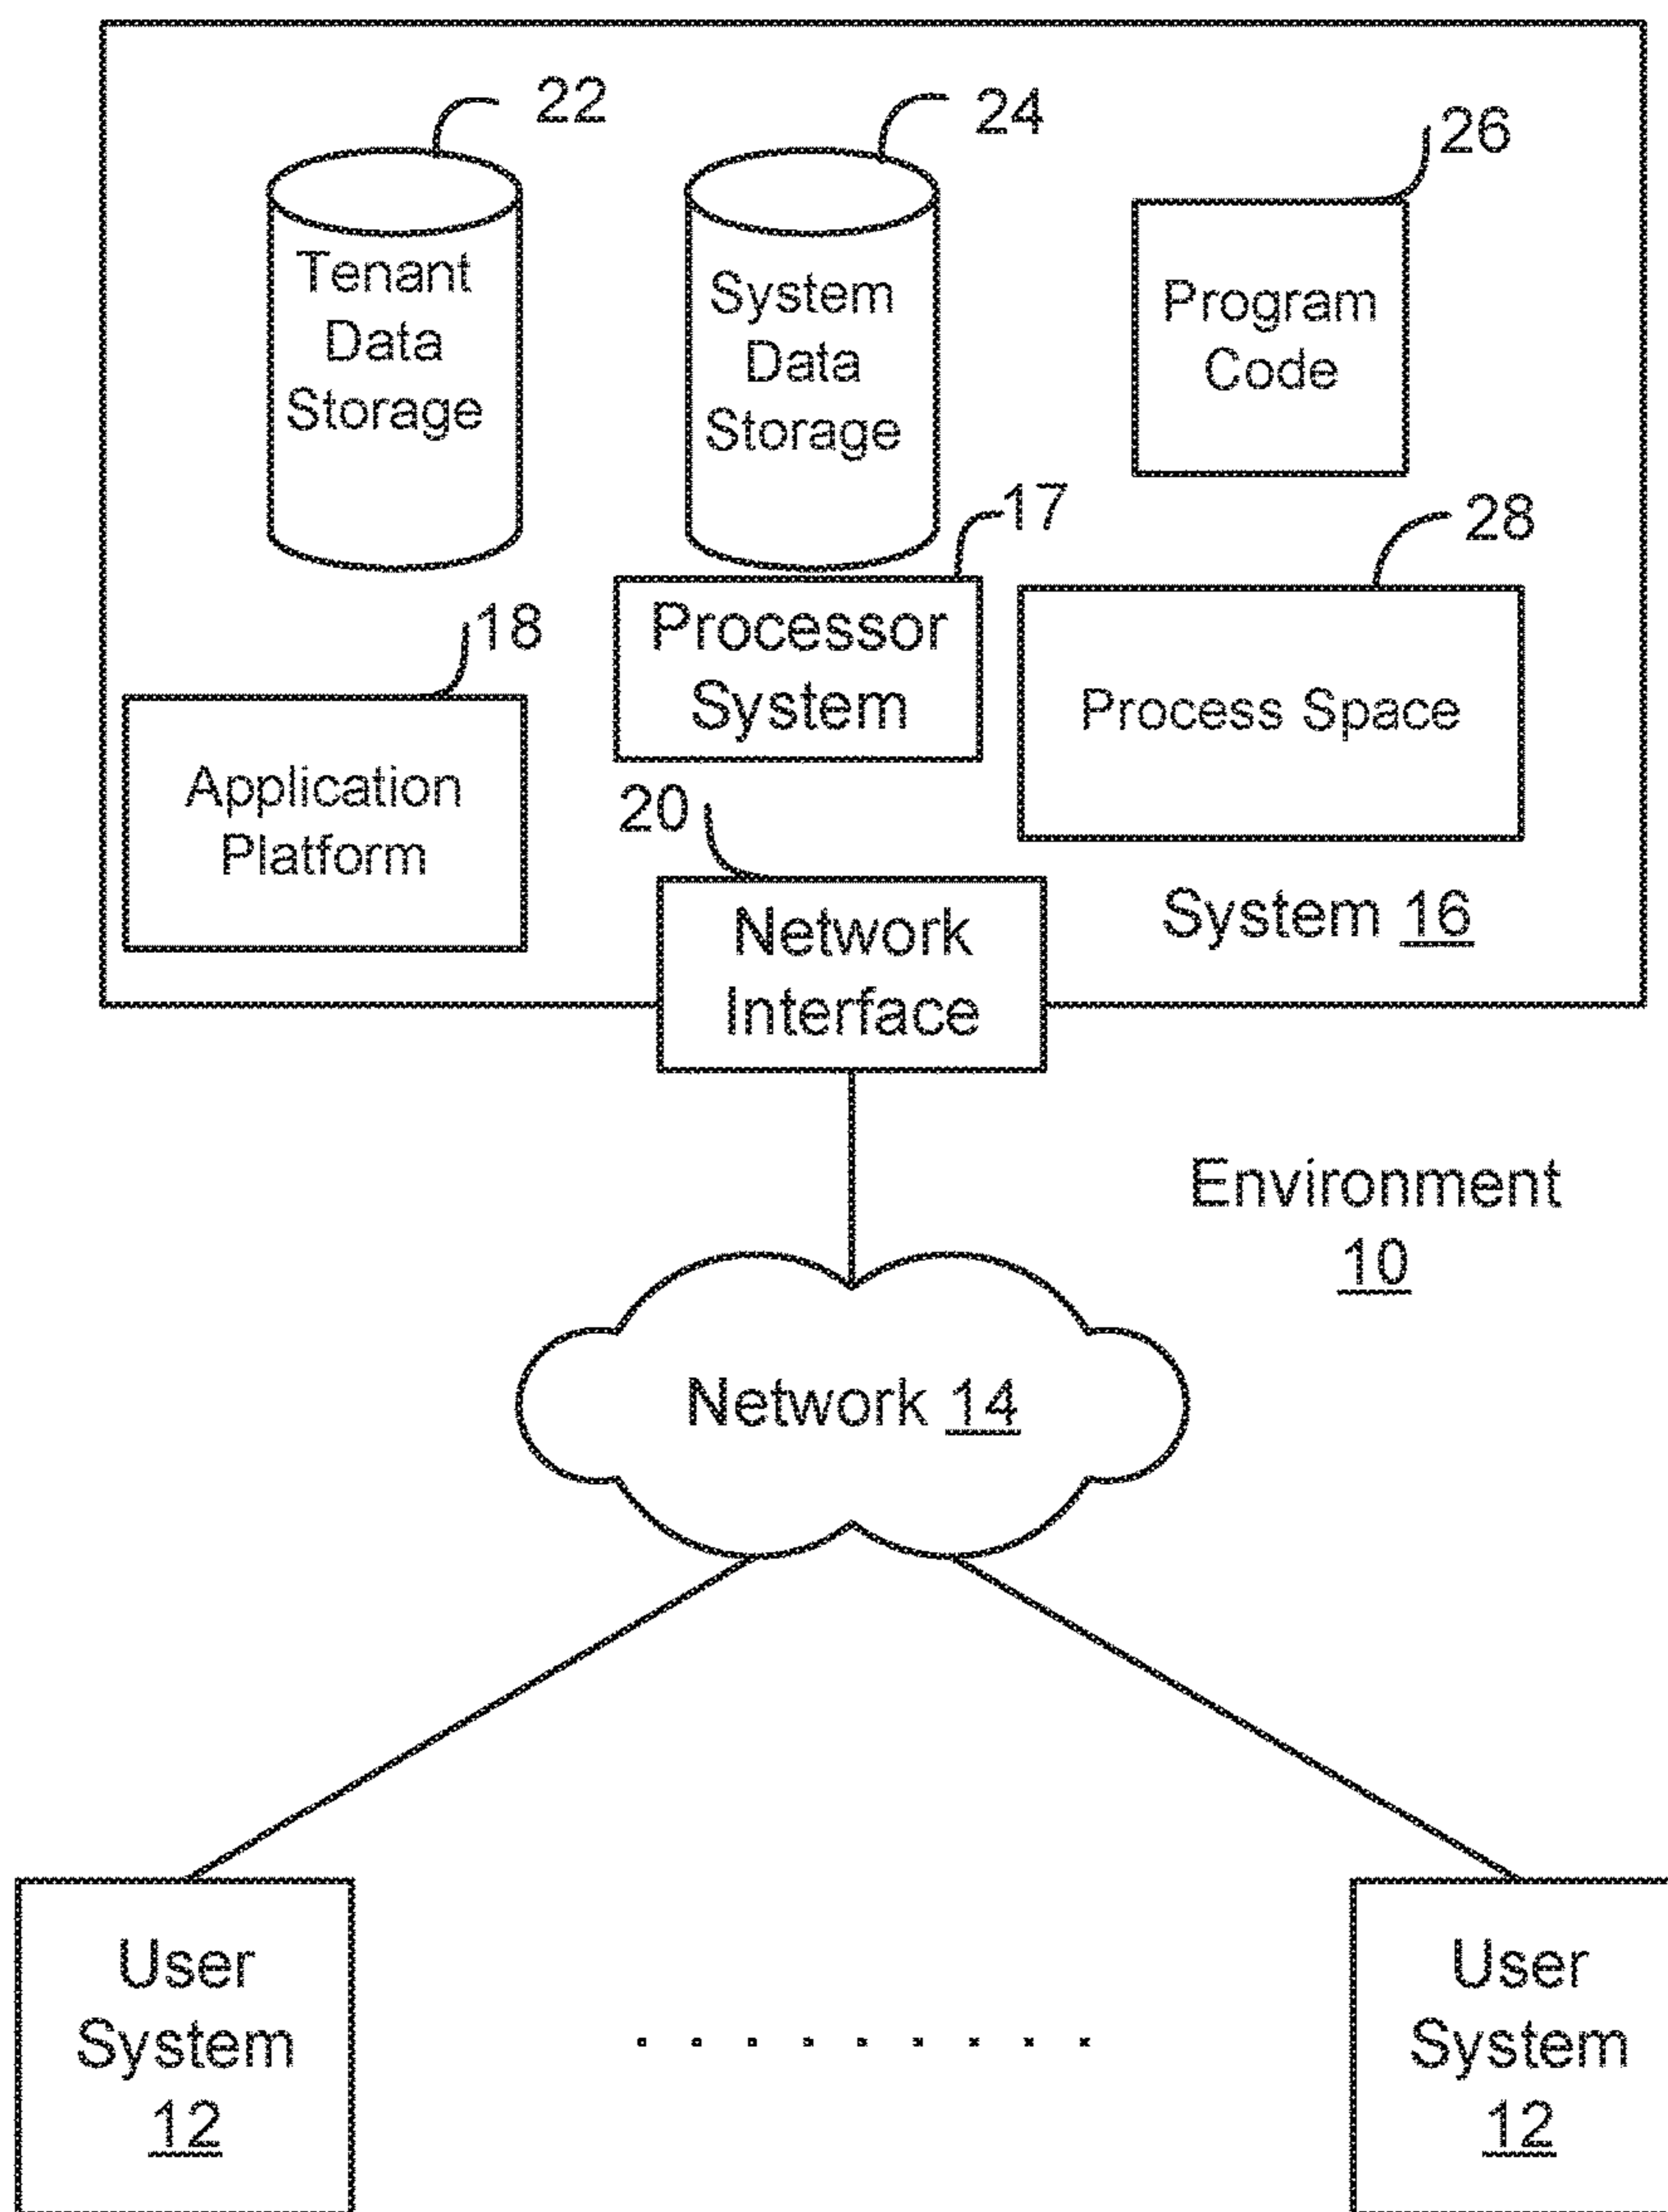 22
24
26
Tenant
Data
Storage
System
Data
Storage
Program
Code
17
28
18
Processor
System
Process Space
Application
Platform
20
Network
Interface
System 16
Environment
10
Network 14
User
System
12
User
System
12